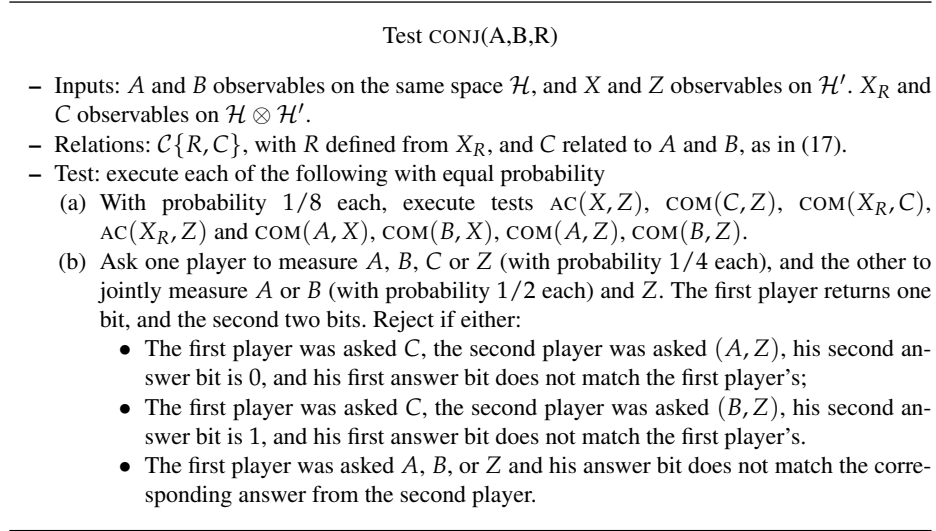 Test CONJ(A,B,R)
– Inputs: A and B observables on the same space ℋ, and X and Z observables on ℋ′. X_R and
C observables on ℋ ⊗ ℋ′.
– Relations: 𝒞{R, C}, with R defined from X_R, and C related to A and B, as in (17).
– Test: execute each of the following with equal probability
(a) With probability 1/8 each, execute tests AC(X, Z), COM(C, Z), COM(X_R, C),
AC(X_R, Z) and COM(A, X), COM(B, X), COM(A, Z), COM(B, Z).
(b) Ask one player to measure A, B, C or Z (with probability 1/4 each), and the other to
jointly measure A or B (with probability 1/2 each) and Z. The first player returns one
bit, and the second two bits. Reject if either:
• The first player was asked C, the second player was asked (A, Z), his second an-
swer bit is 0, and his first answer bit does not match the first player's;
• The first player was asked C, the second player was asked (B, Z), his second an-
swer bit is 1, and his first answer bit does not match the first player's.
• The first player was asked A, B, or Z and his answer bit does not match the corre-
sponding answer from the second player.